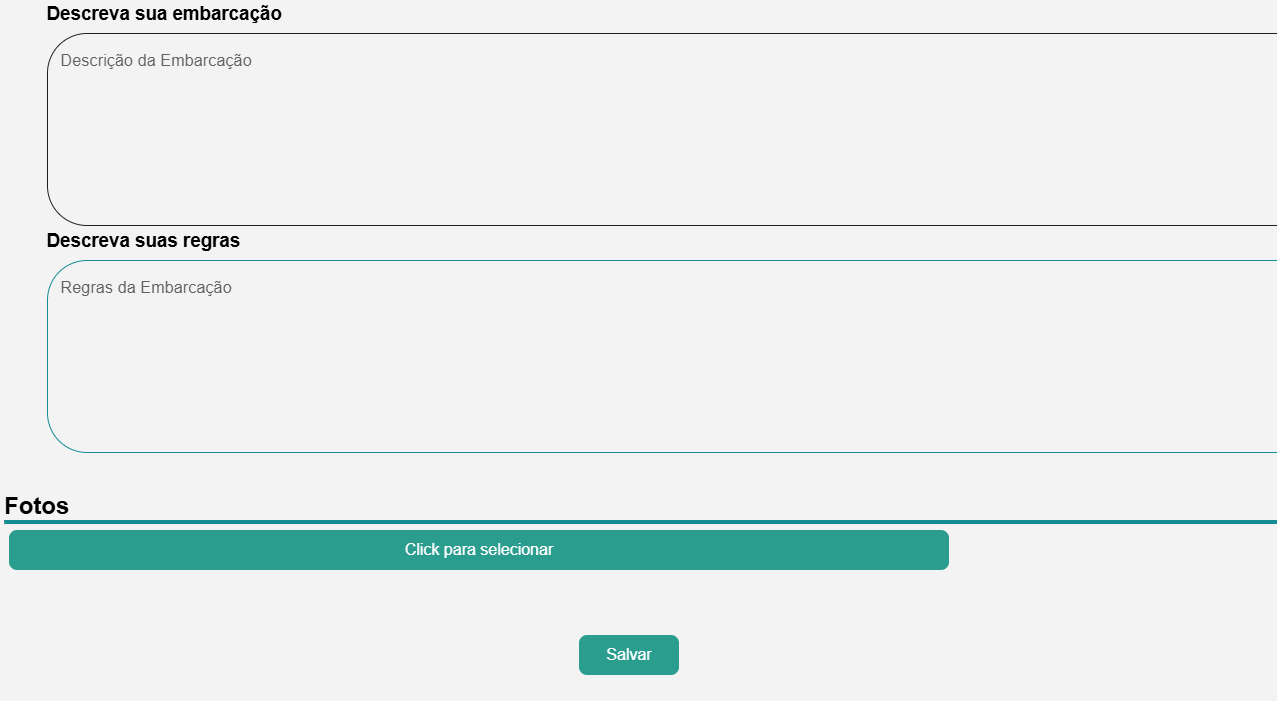 Descreva sua embarcação
Descrição da Embarcação
Descreva suas regras
Regras da Embarcação
Fotos
Click para selecionar
Salvar